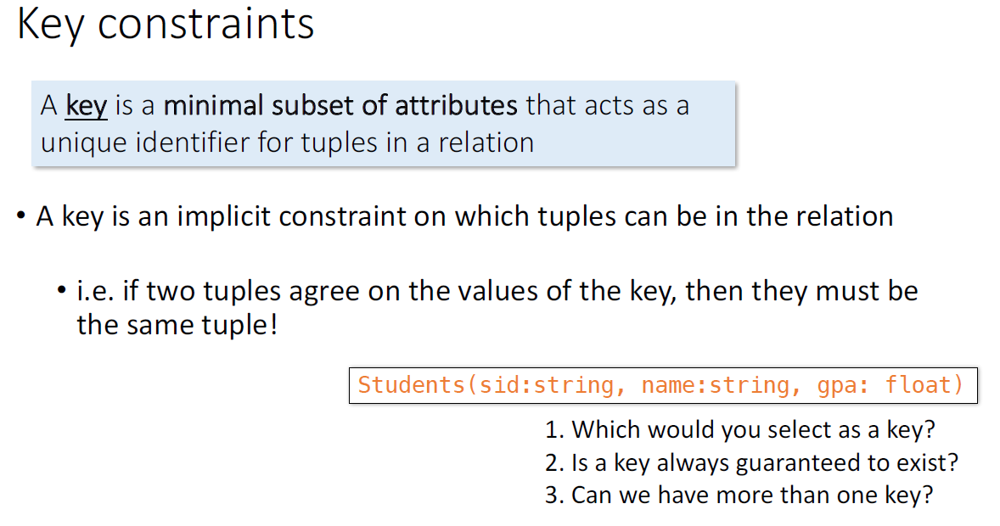 Key constraints
A key is a minimal subset of attributes that acts as a
unique identifier for tuples in a relation
• A key is an implicit constraint on which tuples can be in the relation
• i.e. if two tuples agree on the values of the key, then they must be
the same tuple!
Students(sid:string, name:string, gpa: float)
1. Which would you select as a key?
2. Is a key always guaranteed to exist?
3. Can we have more than one key?